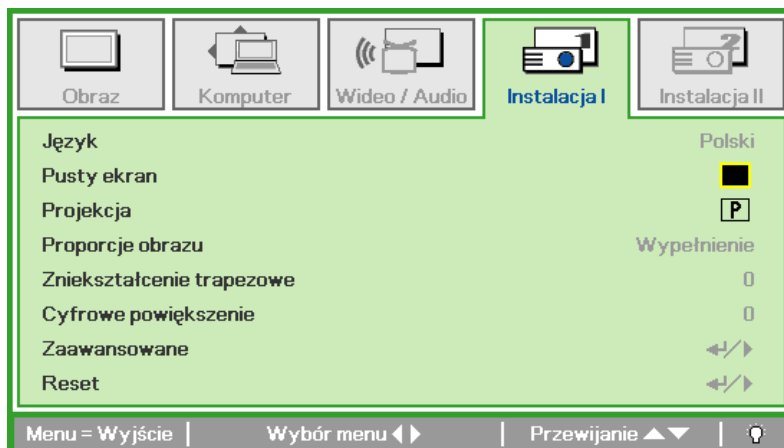 Obraz
Komputer
Wideo / Audio
Instalacja I
Instalacja II
Język
Polski
Pusty ekran
Projekcja
P
Proporcje obrazu
Wypełnienie
Zniekształcenie trapezowe
0
Cyfrowe powiększenie
0
Zaawansowane
Reset
Menu = Wyjście
Wybór menu
Przewijanie